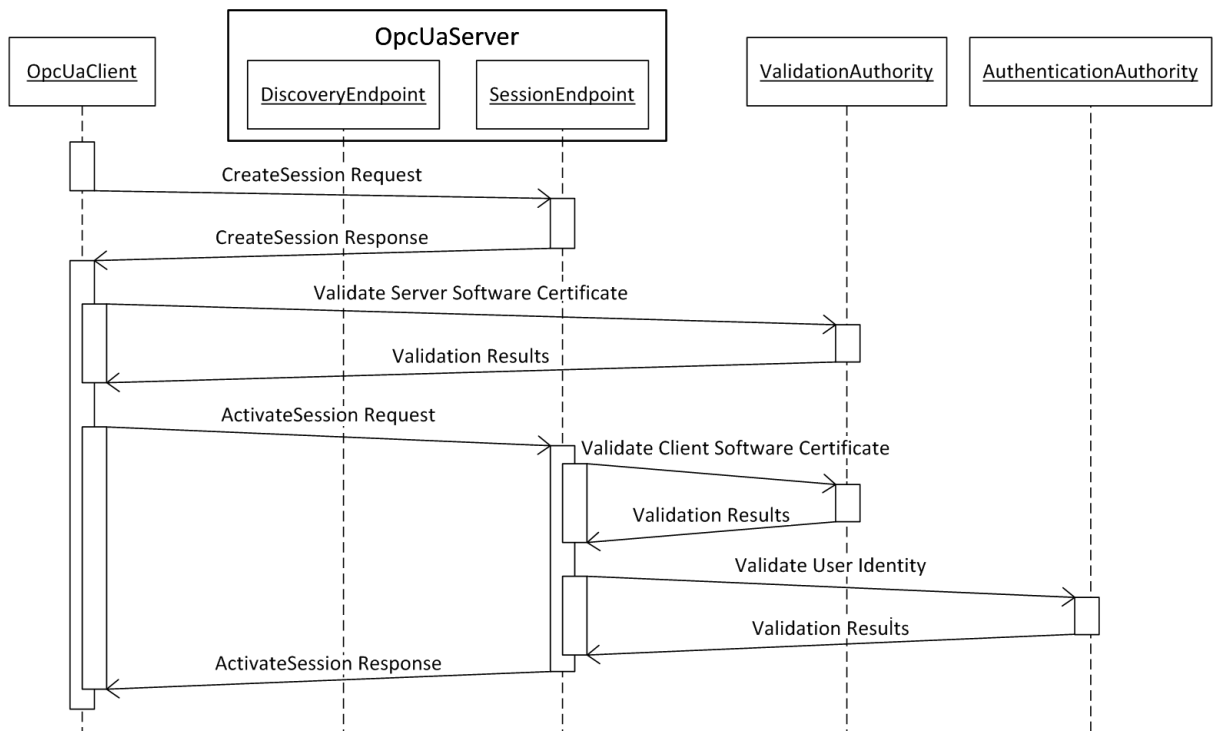 OpcUaServer
OpcUaClient
DiscoveryEndpoint
SessionEndpoint
ValidationAuthority
AuthenticationAuthority
CreateSession Request
CreateSession Response
Validate Server Software Certificate
Validation Results
ActivateSession Request
Validate Client Software Certificate
Validation Results
Validate User Identity
Validation Results
ActivateSession Response